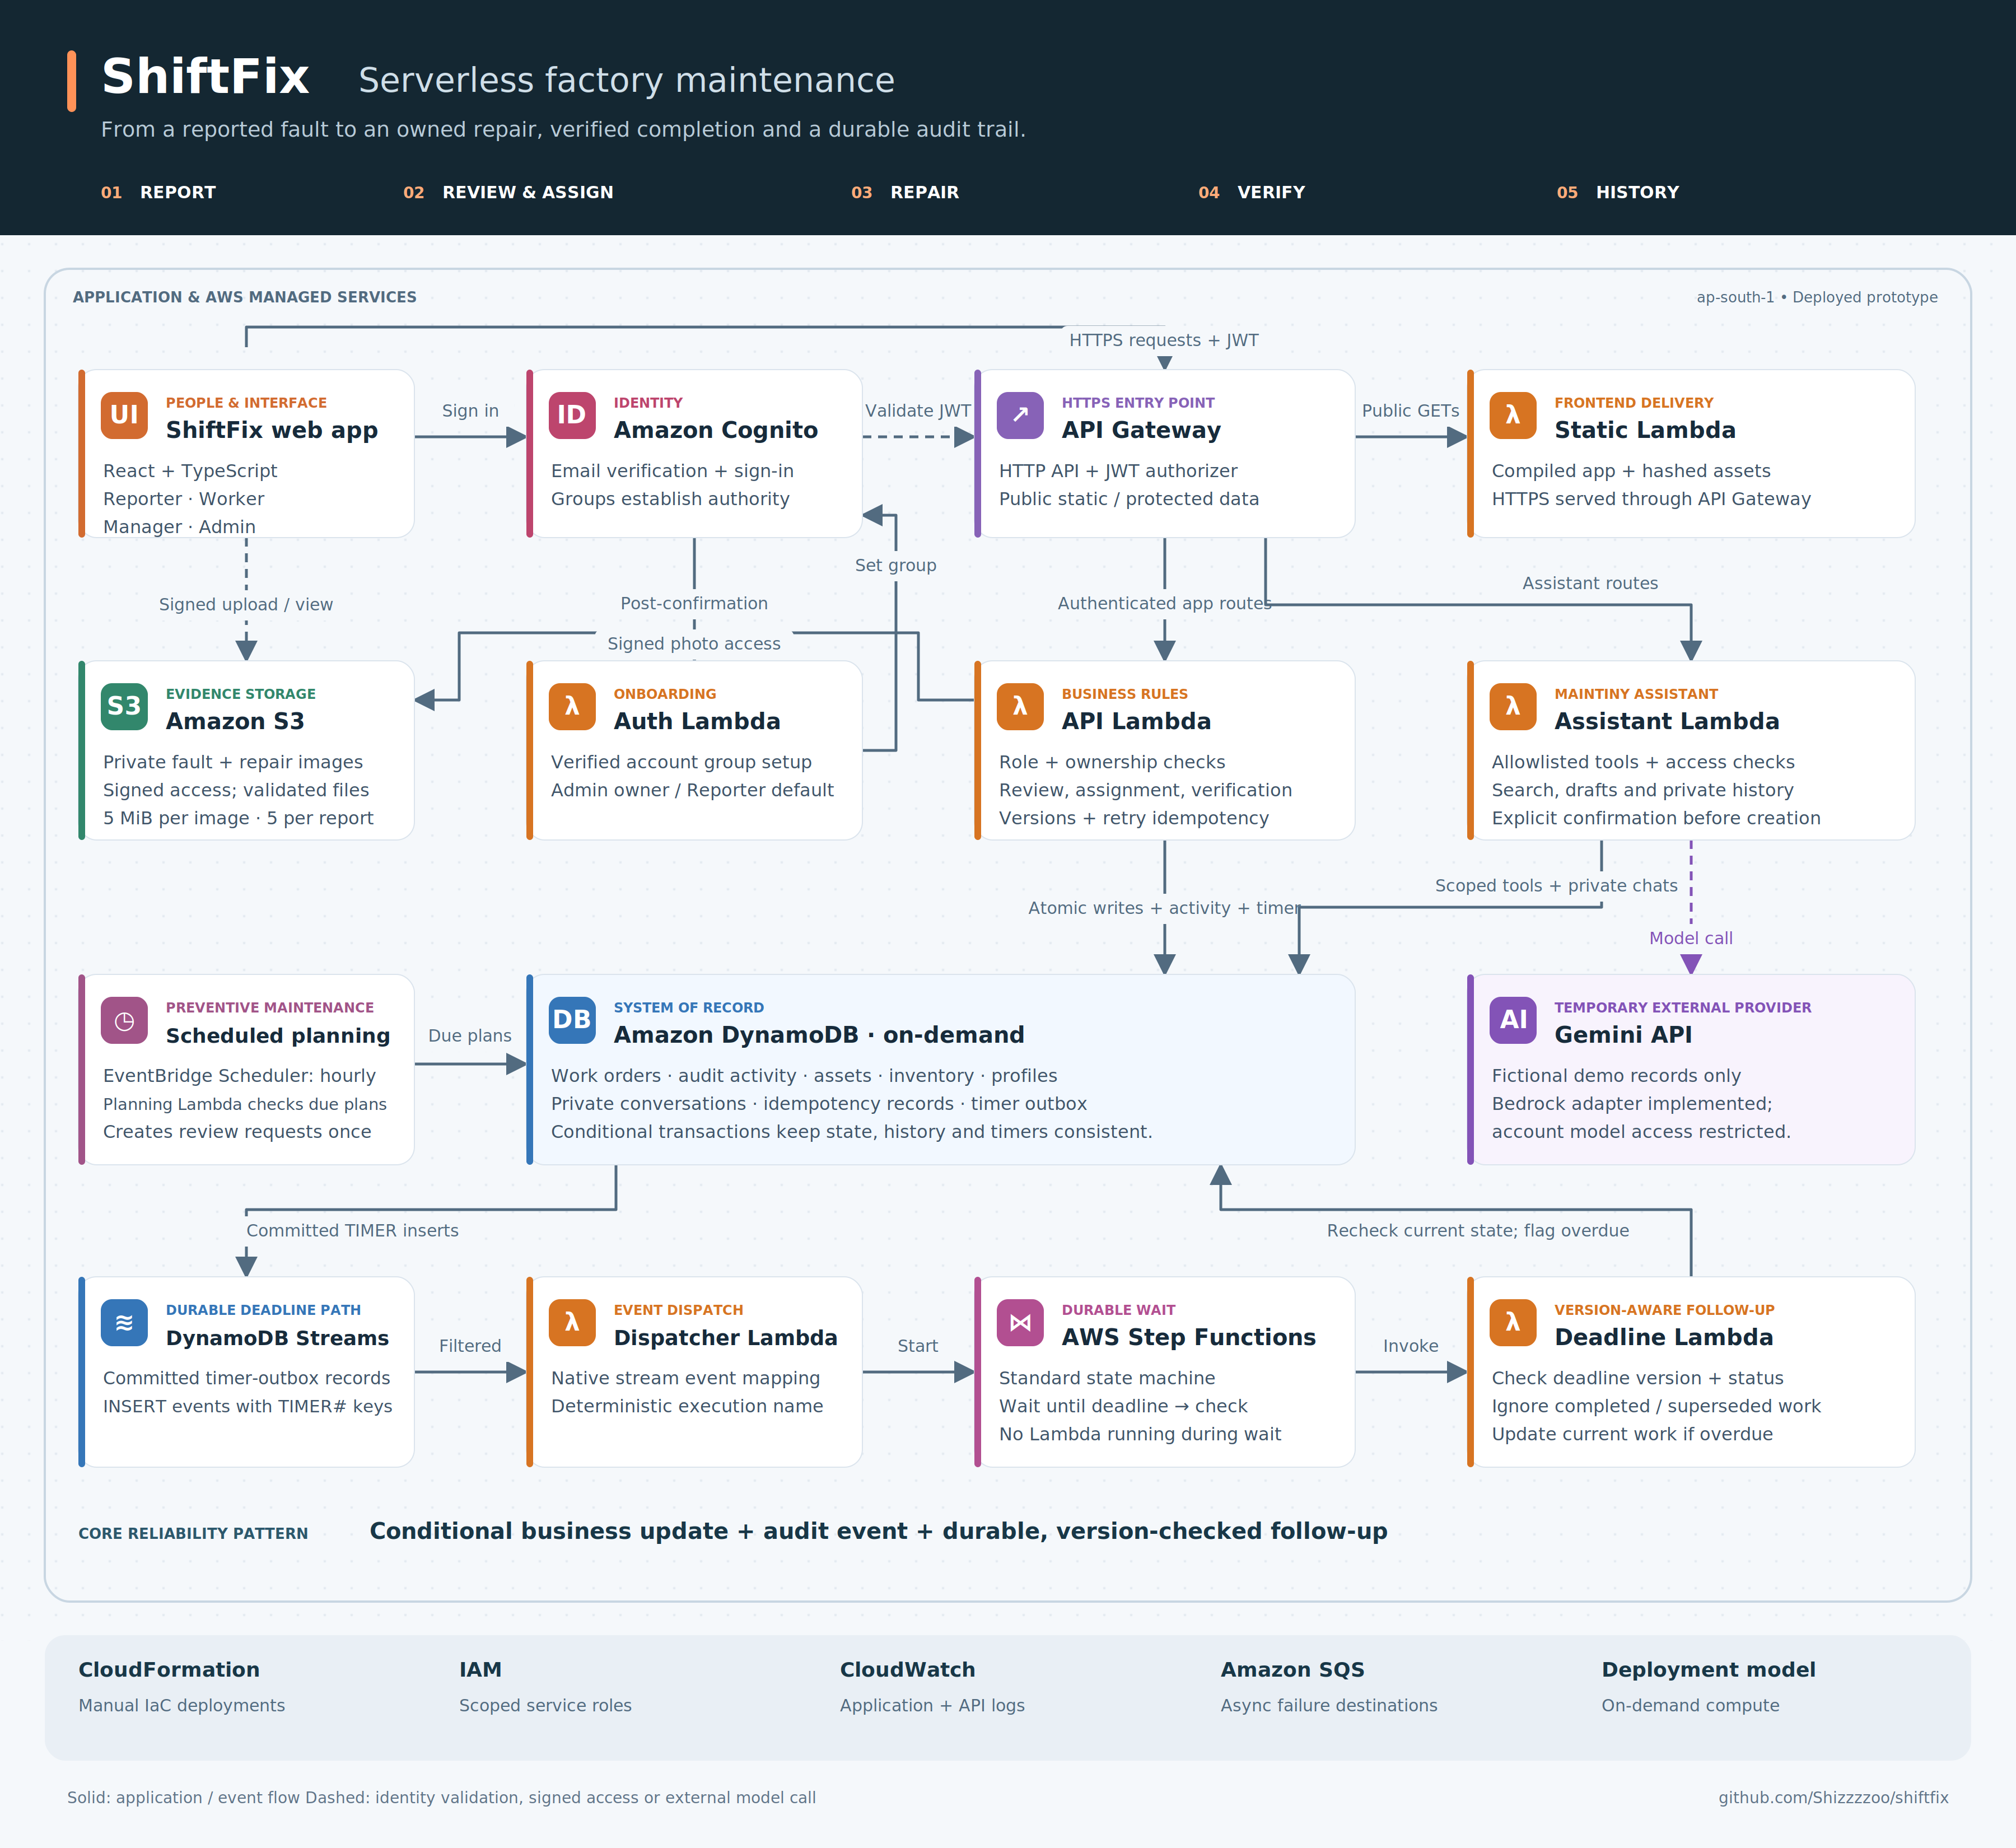 ShiftFix Serverless factory maintenance
From a reported fault to an owned repair, verified completion and a durable audit trail.
01 REPORT 02 REVIEW & ASSIGN 03 REPAIR 04 VERIFY 05 HISTORY
APPLICATION & AWS MANAGED SERVICES
ap-south-1 • Deployed prototype
HTTPS requests + JWT
UI
PEOPLE & INTERFACE
ShiftFix web app
React + TypeScript
Reporter · Worker
Manager · Admin
Sign in
ID
IDENTITY
Amazon Cognito
Email verification + sign-in
Groups establish authority
Validate JWT
↗
HTTPS ENTRY POINT
API Gateway
HTTP API + JWT authorizer
Public static / protected data
Public GETs
λ
FRONTEND DELIVERY
Static Lambda
Compiled app + hashed assets
HTTPS served through API Gateway
Signed upload / view
Post-confirmation
Set group
Signed photo access
Authenticated app routes
Assistant routes
S3
EVIDENCE STORAGE
Amazon S3
Private fault + repair images
Signed access; validated files
5 MiB per image · 5 per report
λ
ONBOARDING
Auth Lambda
Verified account group setup
Admin owner / Reporter default
λ
BUSINESS RULES
API Lambda
Role + ownership checks
Review, assignment, verification
Versions + retry idempotency
λ
MAINTINY ASSISTANT
Assistant Lambda
Allowlisted tools + access checks
Search, drafts and private history
Explicit confirmation before creation
Atomic writes + activity + timer
Scoped tools + private chats
Model call
◷
PREVENTIVE MAINTENANCE
Scheduled planning
EventBridge Scheduler: hourly
Planning Lambda checks due plans
Creates review requests once
Due plans
DB
SYSTEM OF RECORD
Amazon DynamoDB · on-demand
Work orders · audit activity · assets · inventory · profiles
Private conversations · idempotency records · timer outbox
Conditional transactions keep state, history and timers consistent.
AI
TEMPORARY EXTERNAL PROVIDER
Gemini API
Fictional demo records only
Bedrock adapter implemented;
account model access restricted.
Committed TIMER inserts
Recheck current state; flag overdue
≋
DURABLE DEADLINE PATH
DynamoDB Streams
Committed timer-outbox records
INSERT events with TIMER# keys
Filtered
λ
EVENT DISPATCH
Dispatcher Lambda
Native stream event mapping
Deterministic execution name
Start
⋈
DURABLE WAIT
AWS Step Functions
Standard state machine
Wait until deadline → check
No Lambda running during wait
Invoke
λ
VERSION-AWARE FOLLOW-UP
Deadline Lambda
Check deadline version + status
Ignore completed / superseded work
Update current work if overdue
CORE RELIABILITY PATTERN Conditional business update + audit event + durable, version-checked follow-up
CloudFormation
Manual IaC deployments
IAM
Scoped service roles
CloudWatch
Application + API logs
Amazon SQS
Async failure destinations
Deployment model
On-demand compute
Solid: application / event flow Dashed: identity validation, signed access or external model call
github.com/Shizzzzoo/shiftfix